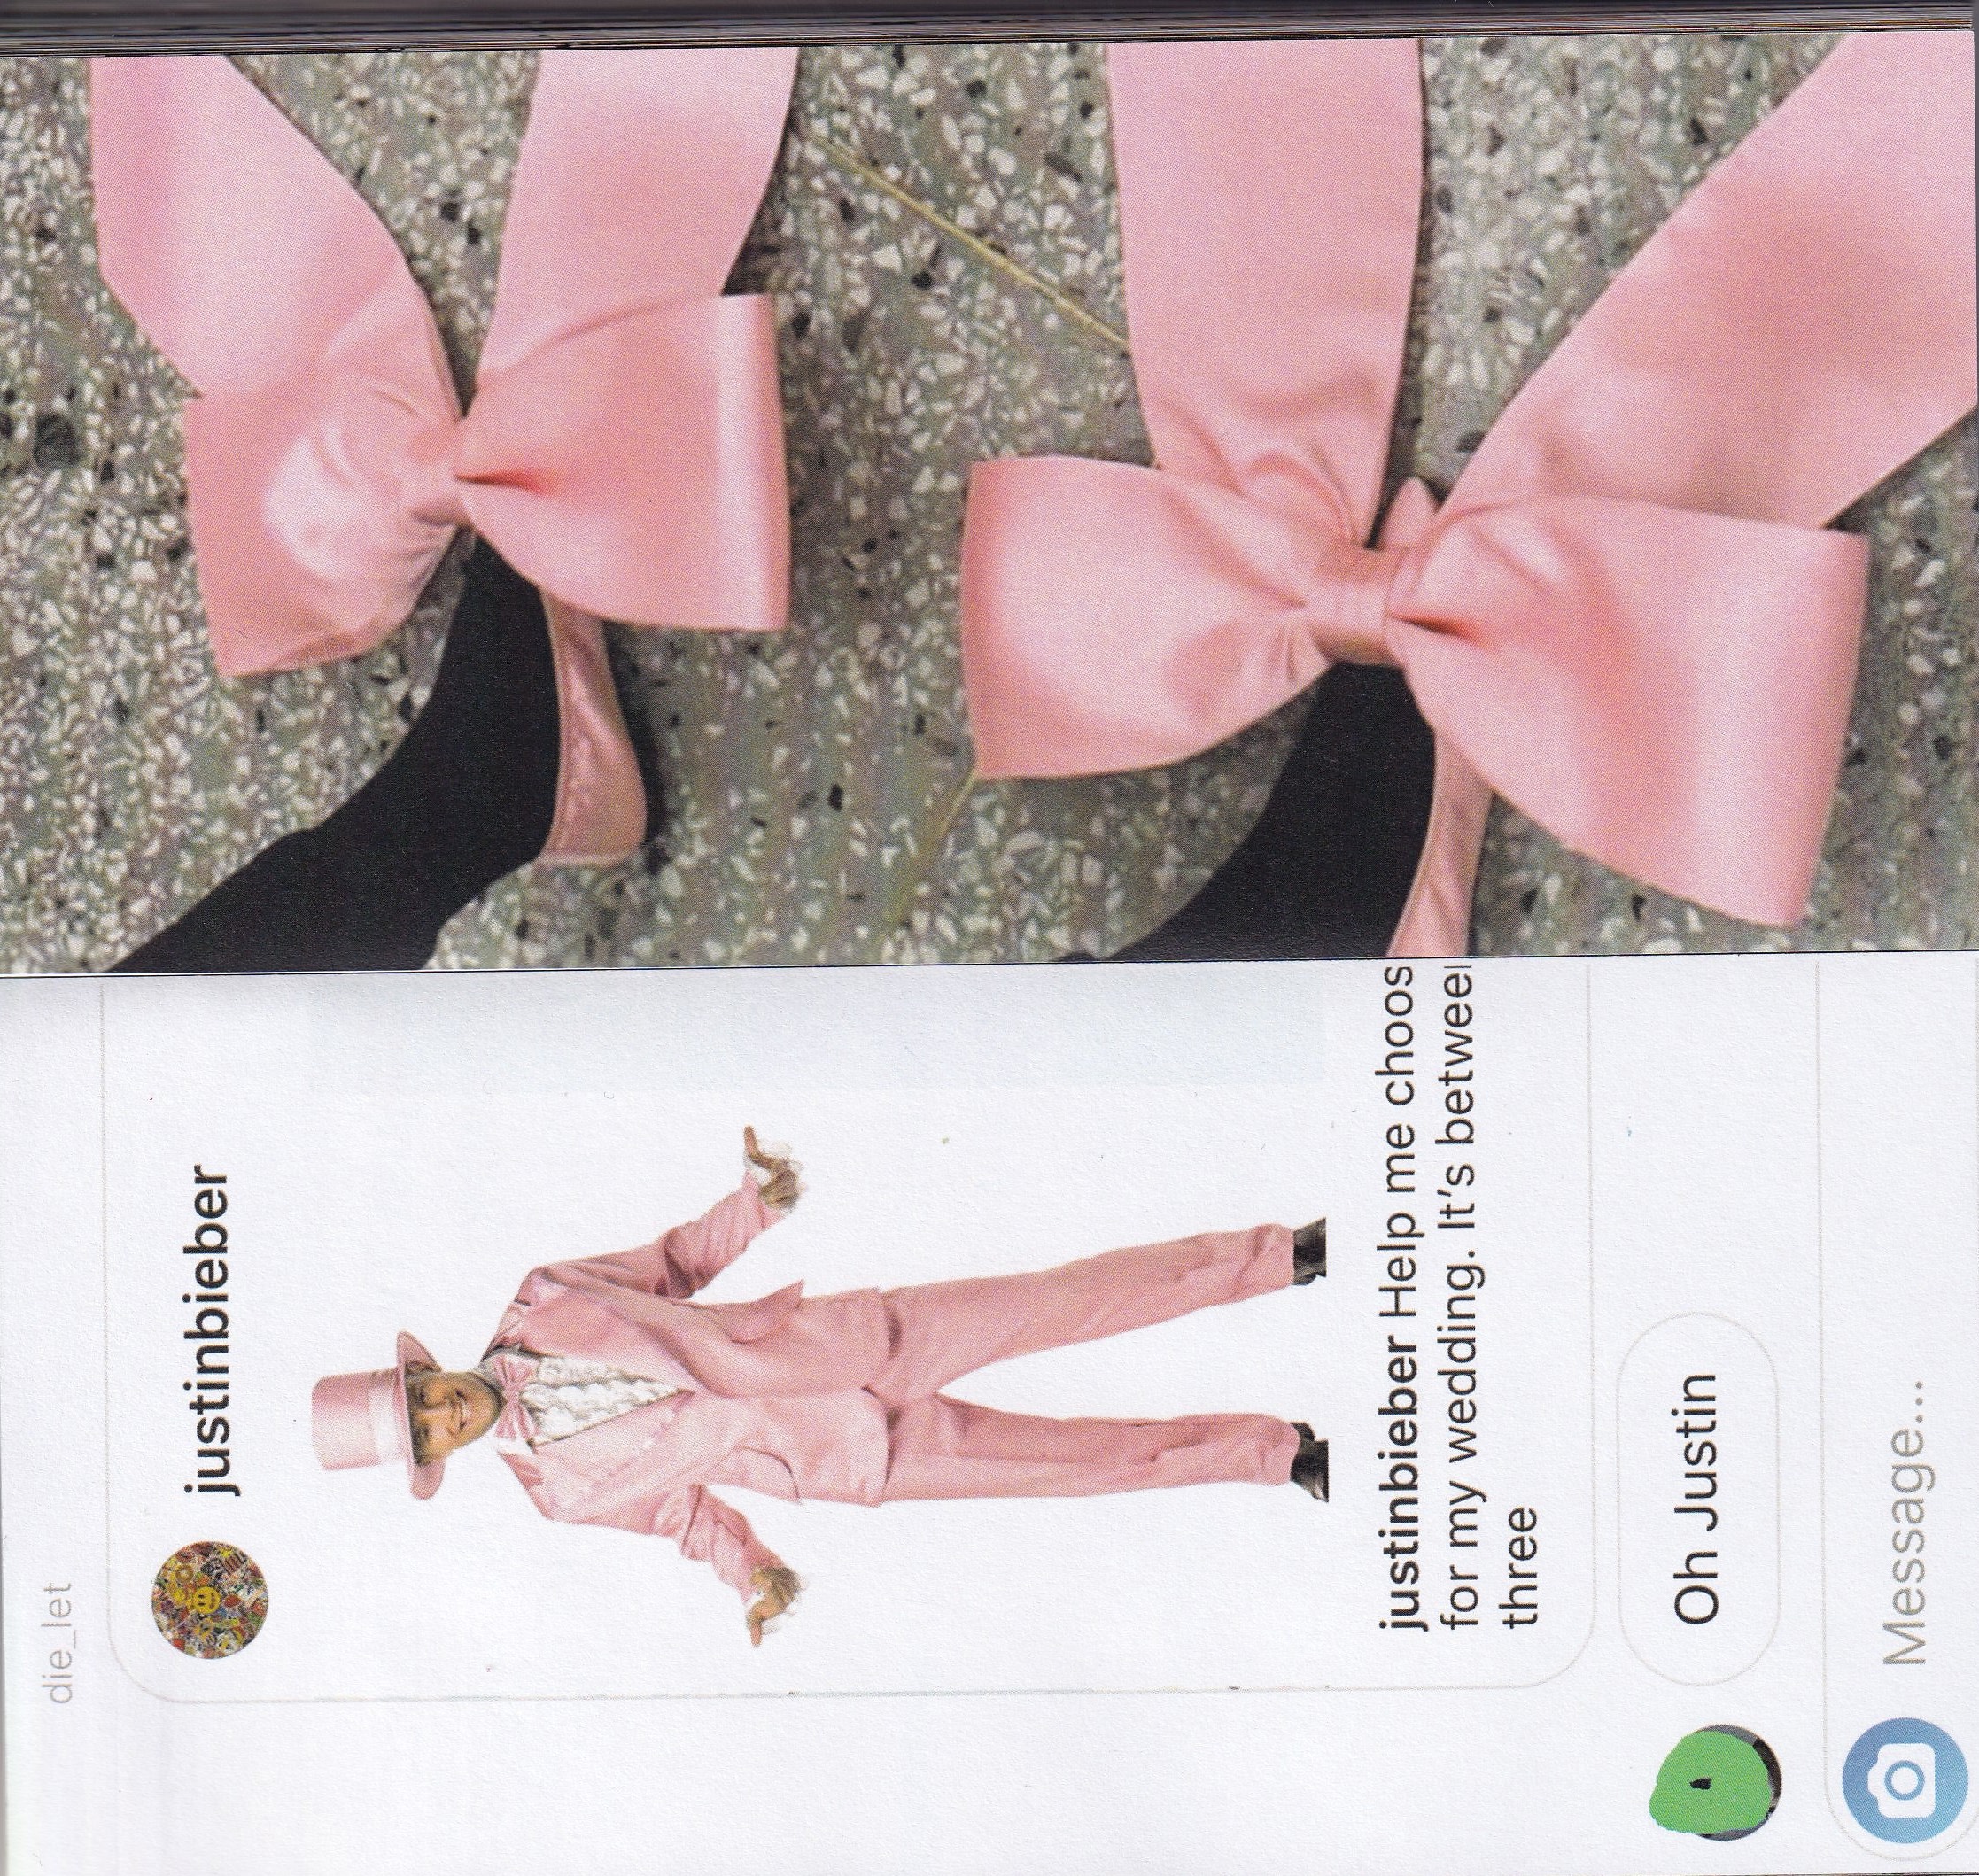 die_let
justinbieber
justinbieber Help me choos
for my wedding. It's betwee
three
Oh Justin
Message...